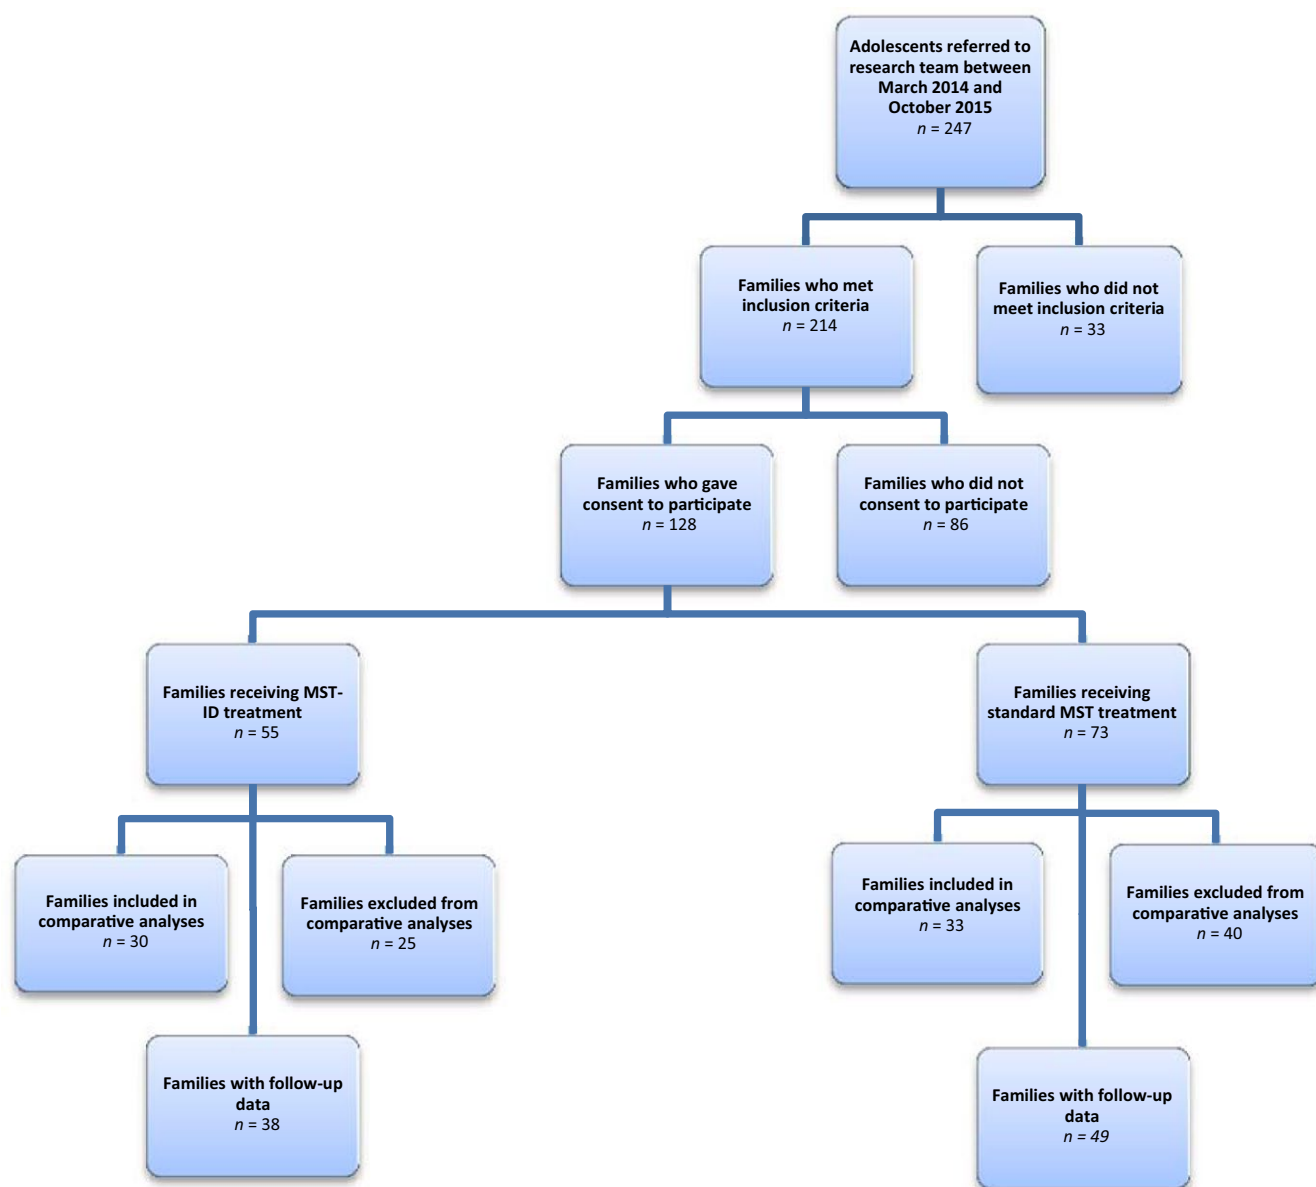 Adolescents referred to
research team between
March 2014 and
October 2015
n = 247
Families who met
inclusion criteria
n = 214
Families who did not
meet inclusion criteria
n = 33
Families who gave
consent to participate
n = 128
Families who did not
consent to participate
n = 86
Families receiving MST-
ID treatment
n = 55
Families receiving
standard MST treatment
n = 73
Families included in
comparative analyses
n = 30
Families excluded from
comparative analyses
n = 25
Families included in
comparative analyses
n = 33
Families excluded from
comparative analyses
n = 40
Families with follow-up
data
n = 38
Families with follow-up
data
n = 49